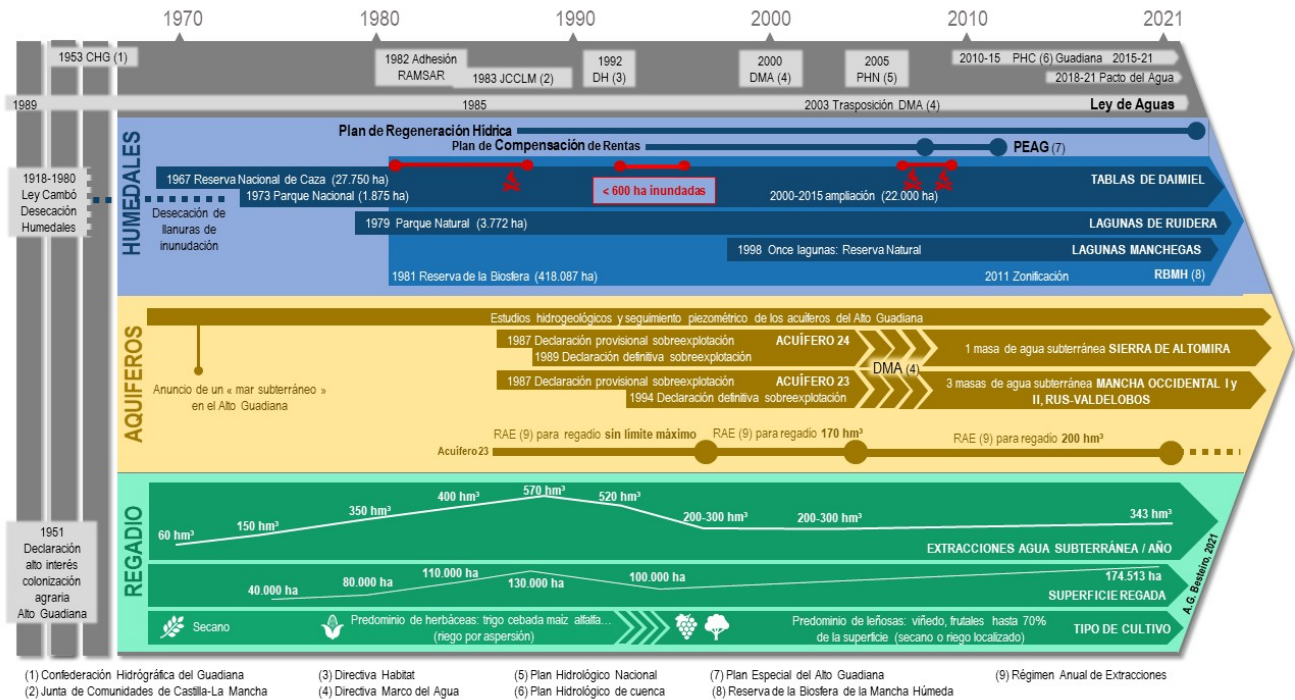 1970
1980
1990
2000
2010
2021
1953 CHG (1)
1982 Adhesión
RAMSAR
1983 JCCLM (2)
1992
DH (3)
2000
DMA (4)
2005
PHN (5)
2010-15 PHC (6) Guadiana 2015-21
2018-21 Pacto del Agua
1989
1985
2003 Trasposición DMA (4)
Ley de Aguas
HUMEDALES
Plan de Regeneración Hídrica
Plan de Compensación de Rentas
PEAG (7)
1918-1980
Ley Cambó
Desecación
Humedales
Desecación de
llanuras de
inunudación
1967 Reserva Nacional de Caza (27.750 ha)
1973 Parque Nacional (1.875 ha)
< 600 ha inundadas
2000-2015 ampliación (22.000 ha)
TABLAS DE DAIMIEL
1979 Parque Natural (3.772 ha)
LAGUNAS DE RUIDERA
1998 Once lagunas: Reserva Natural
LAGUNAS MANCHEGAS
1981 Reserva de la Biosfera (418.087 ha)
2011 Zonificación
RBMH (8)
AQUIFEROS
Estudios hidrogeológicos y seguimiento piezométrico de los acuíferos del Alto Guadiana
Anuncio de un « mar subterráneo »
en el Alto Guadiana
1987 Declaración provisional sobreexplotación
ACUÍFERO 24
1989 Declaración definitiva sobreexplotación
1 masa de agua subterránea SIERRA DE ALTOMIRA
DMA (4)
1987 Declaración provisional sobreexplotación
ACUÍFERO 23
1994 Declaración definitiva sobreexplotación
3 masas de agua subterránea MANCHA OCCIDENTAL I y
II, RUS-VALDELOBOS
Acuífero 23
RAE (9) para regadio sin límite máximo
RAE (9) para regadio 170 hm³
RAE (9) para regadio 200 hm³
REGADIO
1951
Declaración
alto interés
colonización
agraria
Alto Guadiana
60 hm³
150 hm³
350 hm³
400 hm³
570 hm³
520 hm³
200-300 hm³
200-300 hm³
343 hm³
EXTRACCIONES AGUA SUBTERRÁNEA / AÑO
40.000 ha
80.000 ha
110.000 ha
130.000 ha
100.000 ha
174.513 ha
SUPERFICIE REGADA
Secano
Predominio de herbáceas: trigo cebada maiz alfalfa…
(riego por aspersión)
Predominio de leñosas: viñedo, frutales hasta 70%
de la superficie (secano o riego localizado)
TIPO DE CULTIVO
A.G. Besteiro, 2021
(1) Confederación Hidrógráfica del Guadiana
(3) Directiva Habitat
(5) Plan Hidrológico Nacional
(7) Plan Especial del Alto Guadiana
(9) Régimen Anual de Extracciones
(2) Junta de Comunidades de Castilla-La Mancha
(4) Directiva Marco del Agua
(6) Plan Hidrológico de cuenca
(8) Reserva de la Biosfera de la Mancha Húmeda